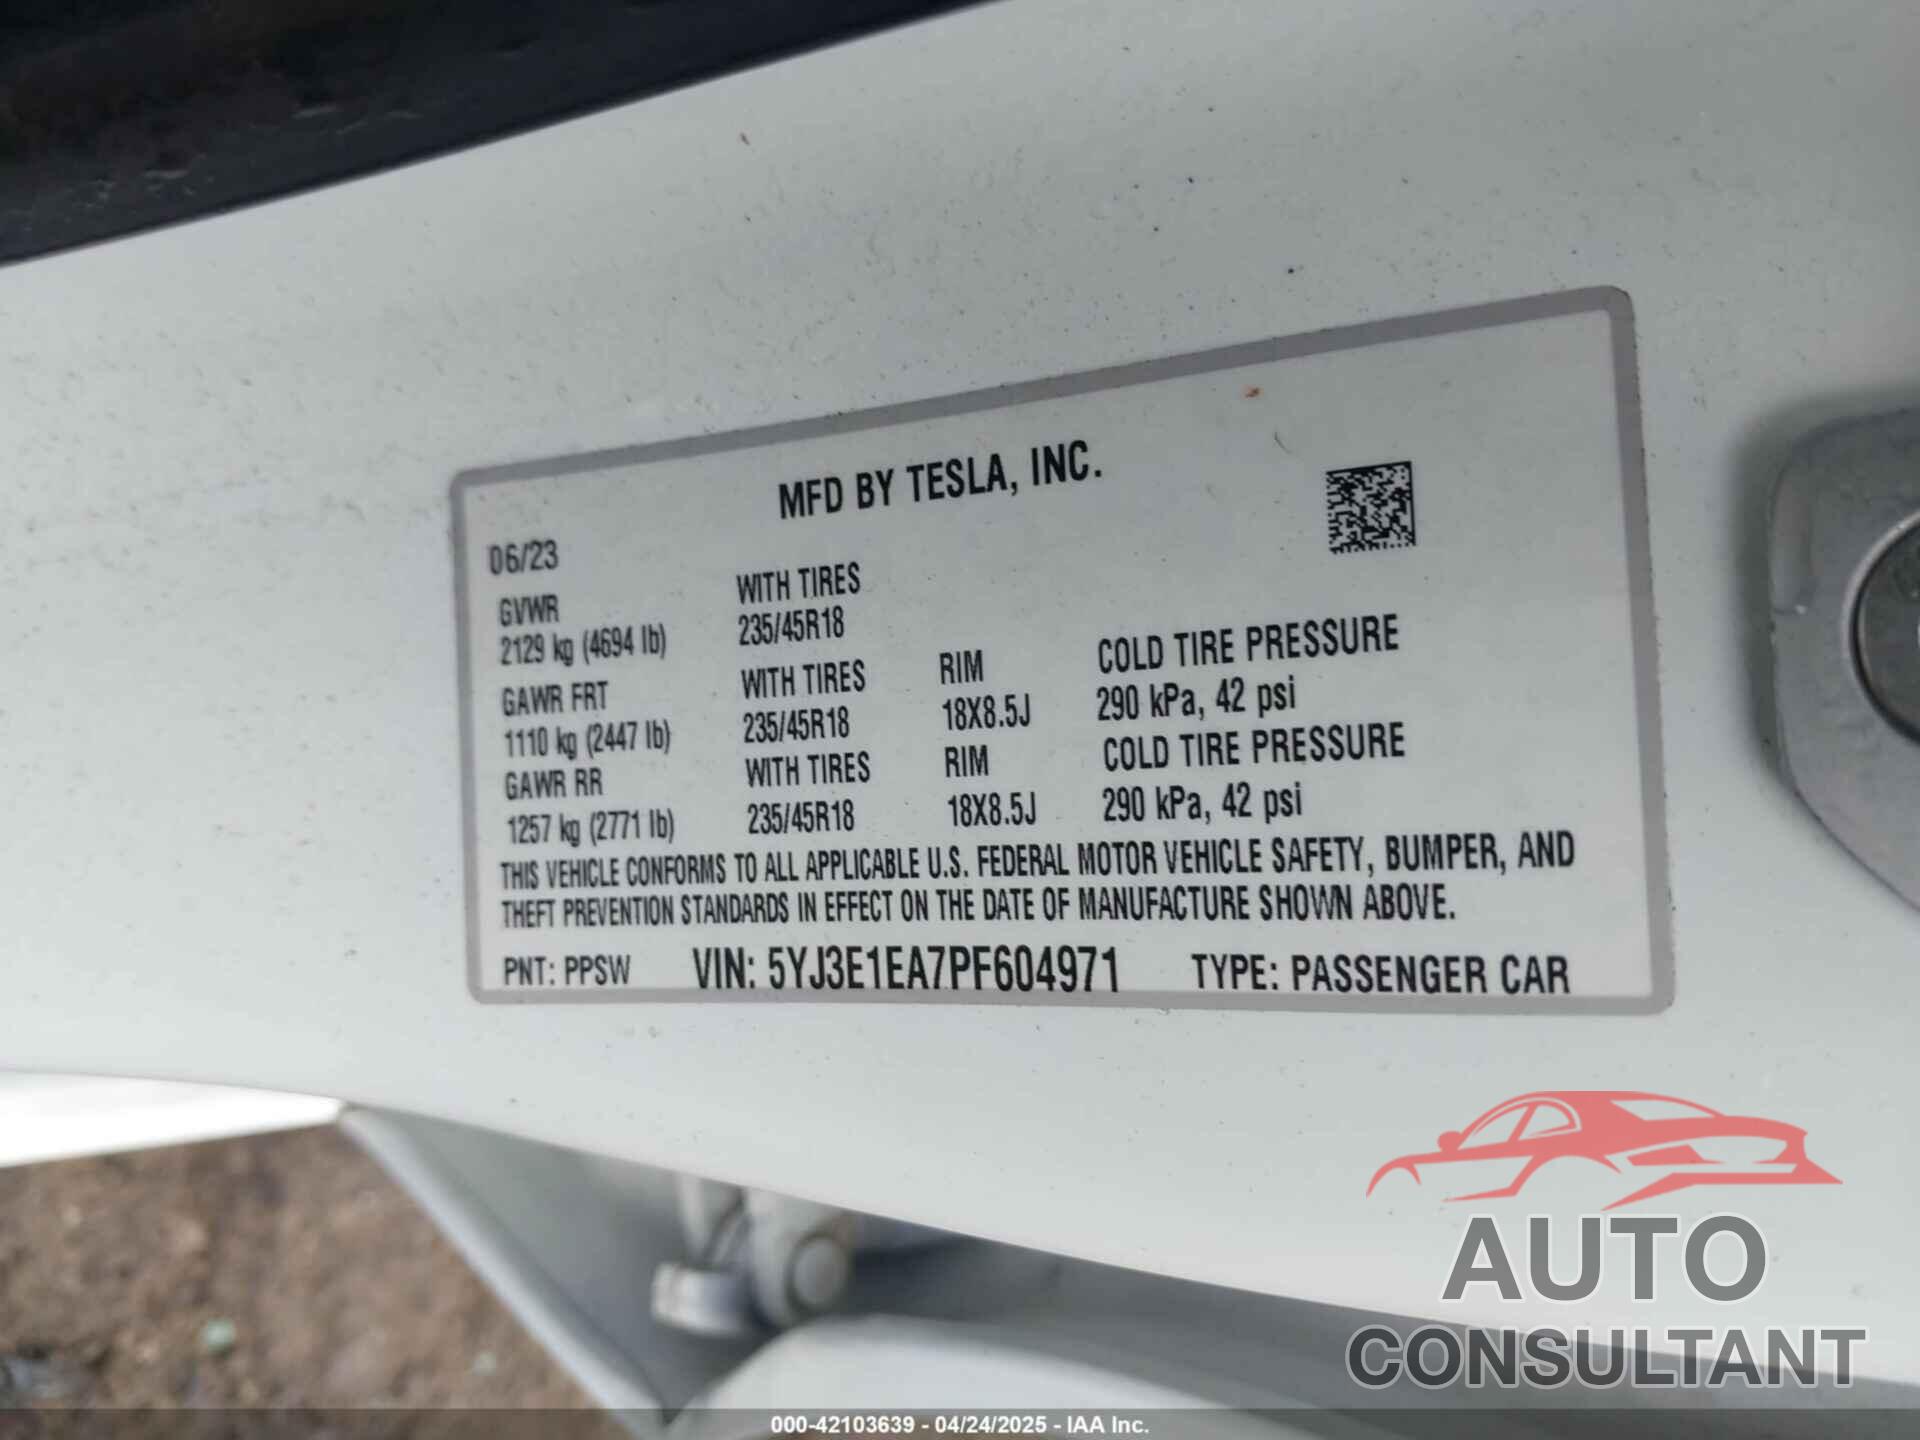 MFD BY TESLA, INC.
06/23
GVWR WITH TIRES
2129 kg (4694 lb) 235/45R18
GAWR FRT WITH TIRES RIM COLD TIRE PRESSURE
1110 kg (2447 lb) 235/45R18 18X8.5J 290 kPa, 42 psi
GAWR RR WITH TIRES RIM COLD TIRE PRESSURE
1257 kg (2771 lb) 235/45R18 18X8.5J 290 kPa, 42 psi
THIS VEHICLE CONFORMS TO ALL APPLICABLE U.S. FEDERAL MOTOR VEHICLE SAFETY, BUMPER, AND
THEFT PREVENTION STANDARDS IN EFFECT ON THE DATE OF MANUFACTURE SHOWN ABOVE.
PNT: PPSW VIN: 5YJ3E1EA7PF604971 TYPE: PASSENGER CAR
AUTO
CONSULTANT
000-42103639 - 04/24/2025 - IAA Inc.